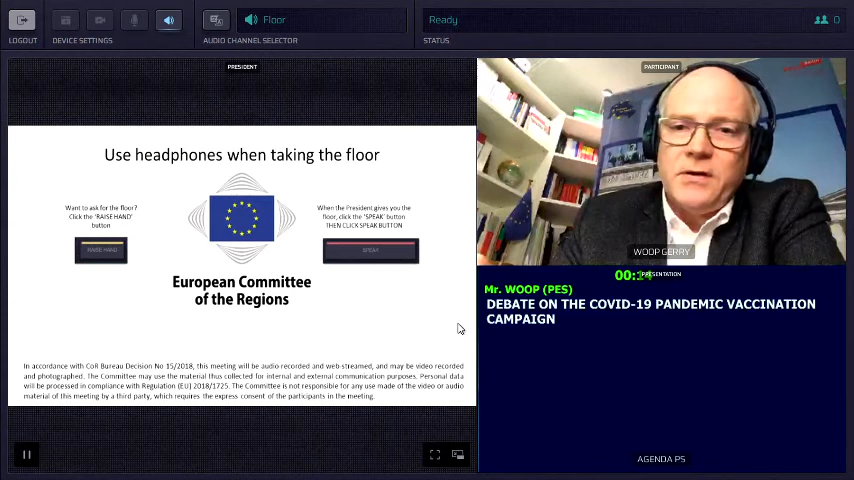 LOGOUT
DEVICE SETTINGS
AUDIO CHANNEL SELECTOR
Floor
Ready
STATUS
0
PRESIDENT
Use headphones when taking the floor
Want to ask for the floor?
Click the 'RAISE HAND'
button
RAISE HAND
When the President gives you the
floor, click the 'SPEAK' button
THEN CLICK SPEAK BUTTON
SPEAK
European Committee
of the Regions
In accordance with CoR Bureau Decision No 15/2018, this meeting will be audio recorded and web-streamed, and may be video recorded
and photographed. The Committee may use the material thus collected for internal and external communication purposes. Personal data
will be processed in compliance with Regulation (EU) 2018/1725. The Committee is not responsible for any use made of the video or audio
material of this meeting by a third party, which requires the express consent of the participants in the meeting.
PARTICIPANT
WOOP GERRY
PRESENTATION
Mr. WOOP (PES)
DEBATE ON THE COVID-19 PANDEMIC VACCINATION
CAMPAIGN
AGENDA PS